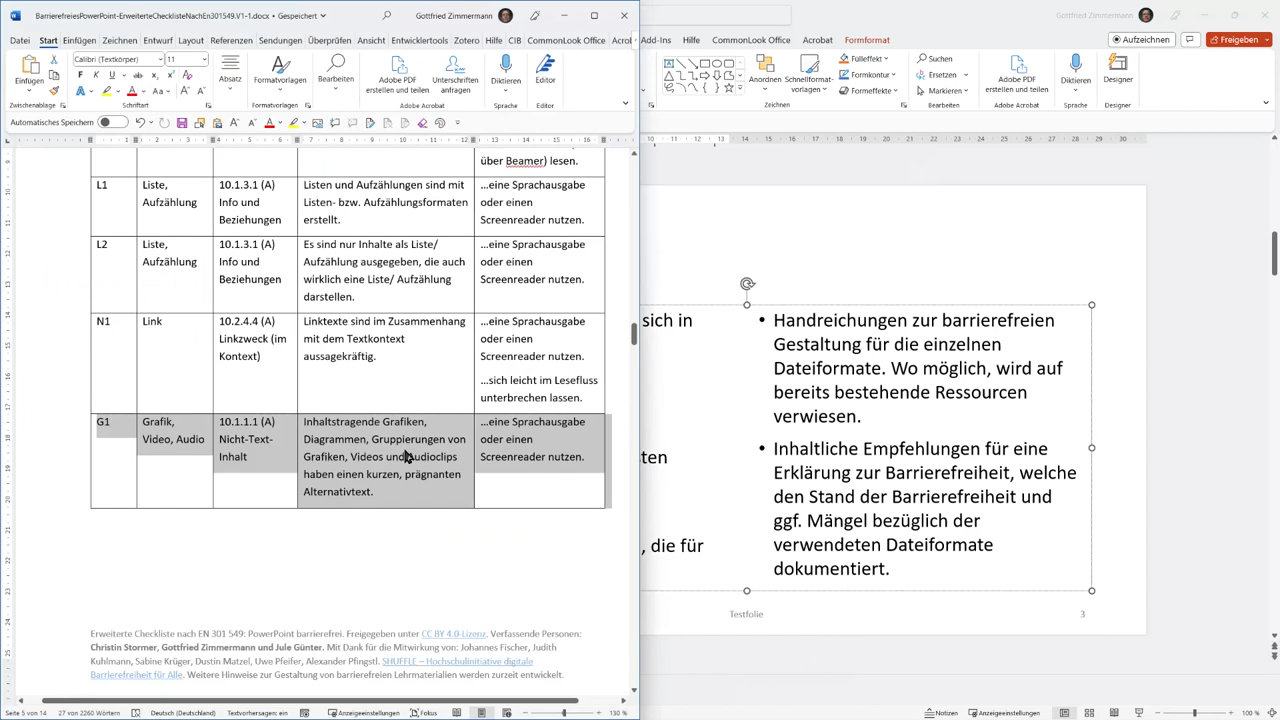 BarrierefreiesPowerPoint-ErweiterteChecklisteNachEn301549.V1-1.docx • Gespeichert
Gottfried Zimmermann
Gottfried Zimmermann
Datei Start Einfügen Zeichnen Entwurf Layout Referenzen Sendungen Überprüfen Ansicht Entwicklertools Zotero Hilfe CIB CommonLook Office Acrol
Add-Ins Hilfe CommonLook Office Acrobat Formformat Aufzeichnen Freigeben
Calibri (Textkörper) 11
Einfügen
Absatz
Formatvorlagen
Bearbeiten
Adobe PDF erstellen und teilen
Unterschriften anfragen
Diktieren
Editor
Zwischenablage Schriftart Formatvorlagen Adobe Acrobat Sprache Editor
Anordnen
Schnellformat-vorlagen
Fülleffekt
Formkontur
Formeffekte
Suchen
Ersetzen
Markieren
Adobe PDF erstellen und teilen
Diktieren
Designer
Zeichnen Bearbeiten Adobe Acrobat Sprache Designer
Automatisches Speichern
über Beamer) lesen.
L1
Liste,
Aufzählung
10.1.3.1 (A)
Info und
Beziehungen
Listen und Aufzählungen sind mit
Listen- bzw. Aufzählungsformaten
erstellt.
…eine Sprachausgabe
oder einen
Screenreader nutzen.
L2
Liste,
Aufzählung
10.1.3.1 (A)
Info und
Beziehungen
Es sind nur Inhalte als Liste/
Aufzählung ausgegeben, die auch
wirklich eine Liste/ Aufzählung
darstellen.
…eine Sprachausgabe
oder einen
Screenreader nutzen.
N1
Link
10.2.4.4 (A)
Linkzweck (im
Kontext)
Linktexte sind im Zusammenhang
mit dem Textkontext
aussagekräftig.
…eine Sprachausgabe
oder einen
Screenreader nutzen.
…sich leicht im Lesefluss
unterbrechen lassen.
G1
Grafik,
Video, Audio
10.1.1.1 (A)
Nicht-Text-
Inhalt
Inhaltstragende Grafiken,
Diagrammen, Gruppierungen von
Grafiken, Videos und Audioclips
haben einen kurzen, prägnanten
Alternativtext.
…eine Sprachausgabe
oder einen
Screenreader nutzen.
Erweiterte Checkliste nach EN 301 549: PowerPoint barrierefrei. Freigegeben unter CC BY 4.0-Lizenz. Verfassende Personen:
Christin Stormer, Gottfried Zimmermann und Jule Günter. Mit Dank für die Mitwirkung von: Johannes Fischer, Judith
Kuhlmann, Sabine Krüger, Dustin Matzel, Uwe Pfeifer, Alexander Pfingstl. SHUFFLE – Hochschulinitiative digitale
Barrierefreiheit für Alle. Weitere Hinweise zur Gestaltung von barrierefreien Lehrmaterialien werden zurzeit entwickelt.
sich in
ten
, die für
• Handreichungen zur barrierefreien
Gestaltung für die einzelnen
Dateiformate. Wo möglich, wird auf
bereits bestehende Ressourcen
verwiesen.
• Inhaltliche Empfehlungen für eine
Erklärung zur Barrierefreiheit, welche
den Stand der Barrierefreiheit und
ggf. Mängel bezüglich der
verwendeten Dateiformate
dokumentiert.
Testfolie
3
Seite 5 von 14 27 von 2260 Wörtern Deutsch (Deutschland) Textvorhersagen: ein Anzeigeeinstellungen Fokus 130 %
Notizen Anzeigeeinstellungen 100 %